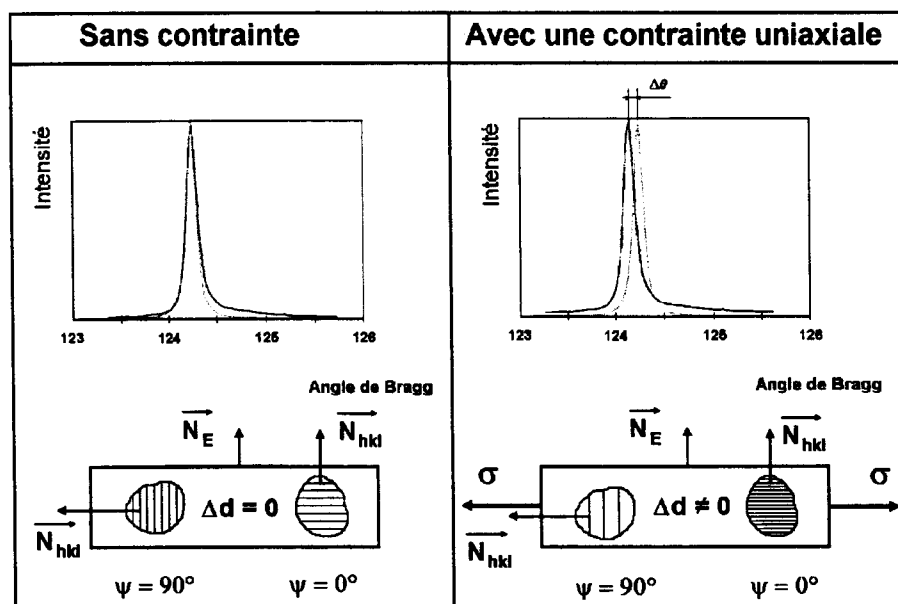 Sans contrainte
Avec une contrainte uniaxiale
Δθ
Intensité
Intensité
123 124 125 126
123 124 125 126
Angle de Bragg
Angle de Bragg
N_E N_hkl
N_E N_hkl
σ σ
Δd = 0
Δd ≠ 0
N_hkl
N_hkl
ψ = 90° ψ = 0°
ψ = 90° ψ = 0°